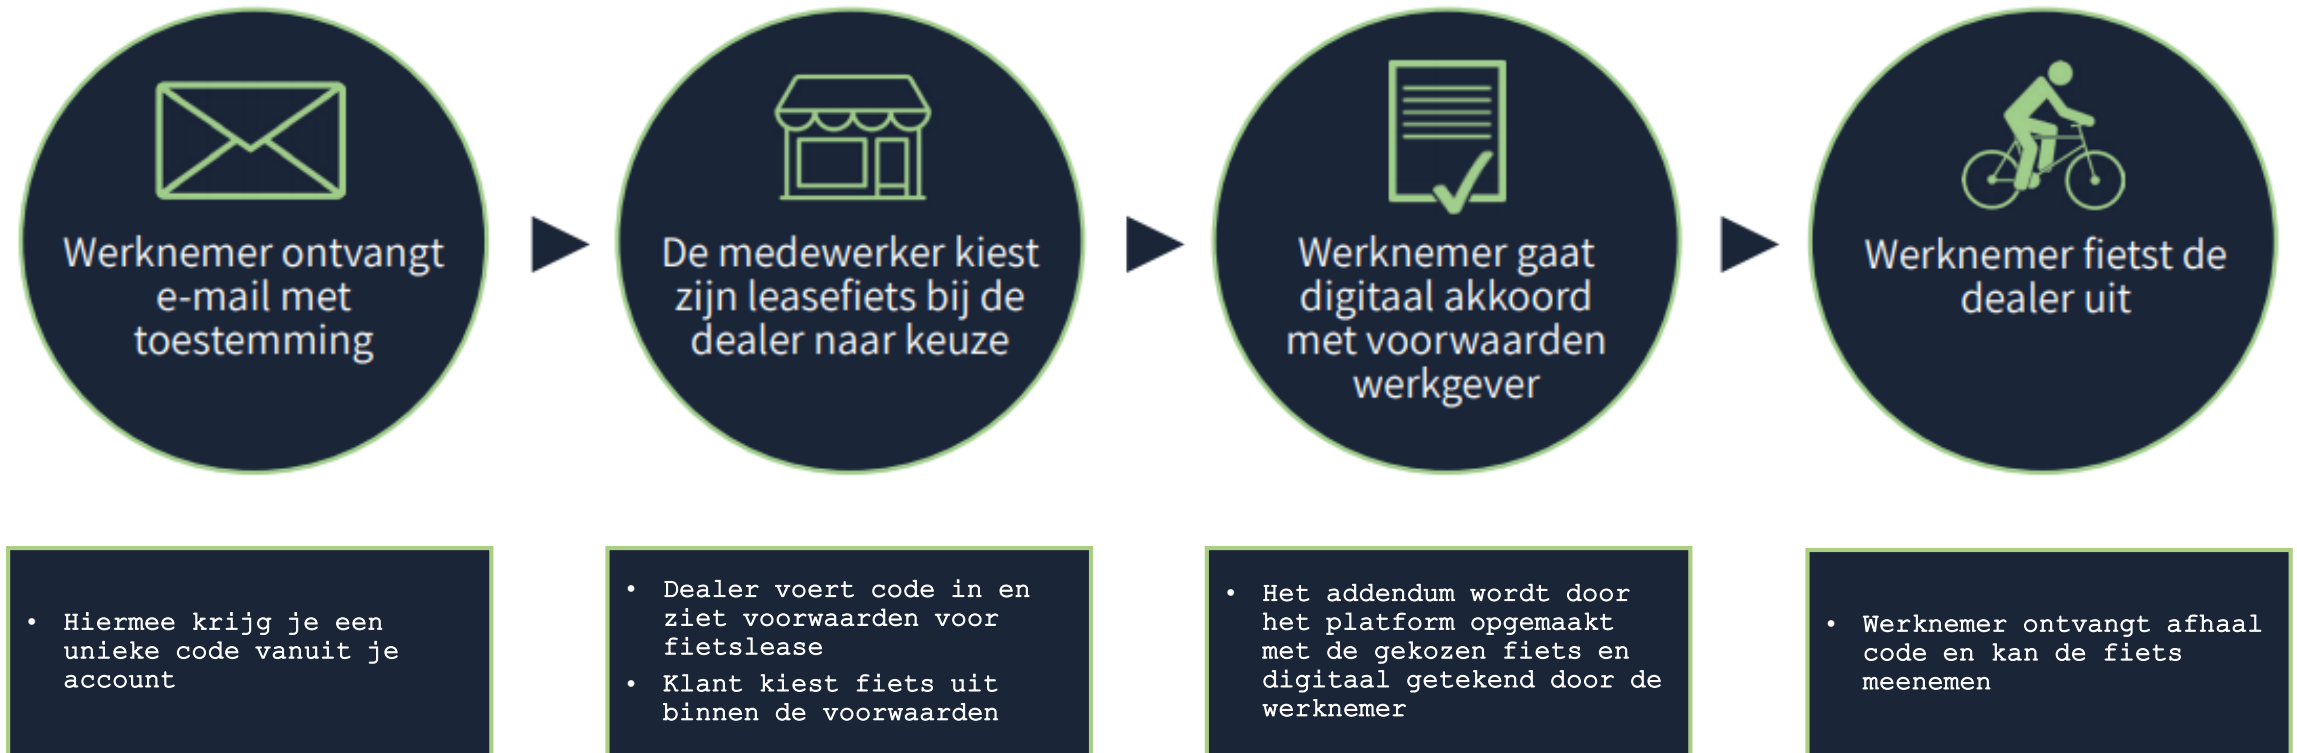 Werknemer ontvangt
e-mail met
toestemming
De medewerker kiest
zijn leasefiets bij de
dealer naar keuze
Werknemer gaat
digitaal akkoord
met voorwaarden
werkgever
Werknemer fietst de
dealer uit
• Hiermee krijg je een
unieke code vanuit je
account
• Dealer voert code in en
ziet voorwaarden voor
fietslease
• Klant kiest fiets uit
binnen de voorwaarden
• Het addendum wordt door
het platform opgemaakt
met de gekozen fiets en
digitaal getekend door de
werknemer
• Werknemer ontvangt afhaal
code en kan de fiets
meenemen